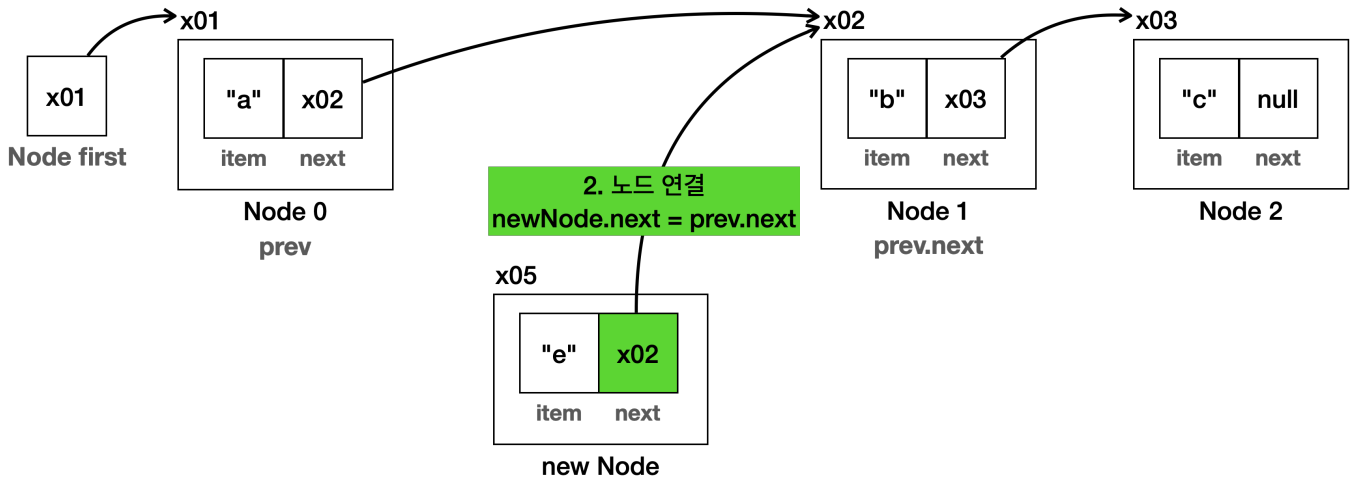 x01
x01
Node first
"a" x02
item next
Node 0
prev
x02
"b" x03
item next
Node 1
prev.next
x03
"c" null
item next
Node 2
2. 노드 연결
newNode.next = prev.next
x05
"e" x02
item next
new Node